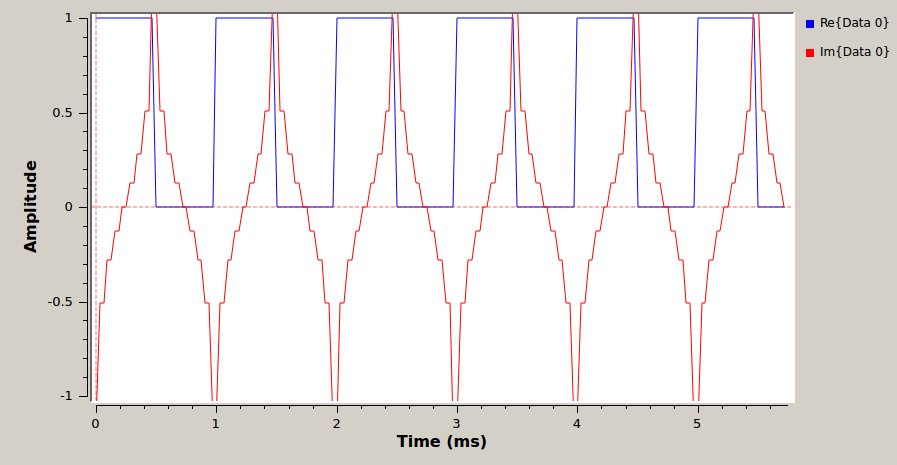 1
0.5
0
-0.5
-1
Amplitude
0 1 2 3 4 5
Time (ms)
Re{Data 0}
Im{Data 0}